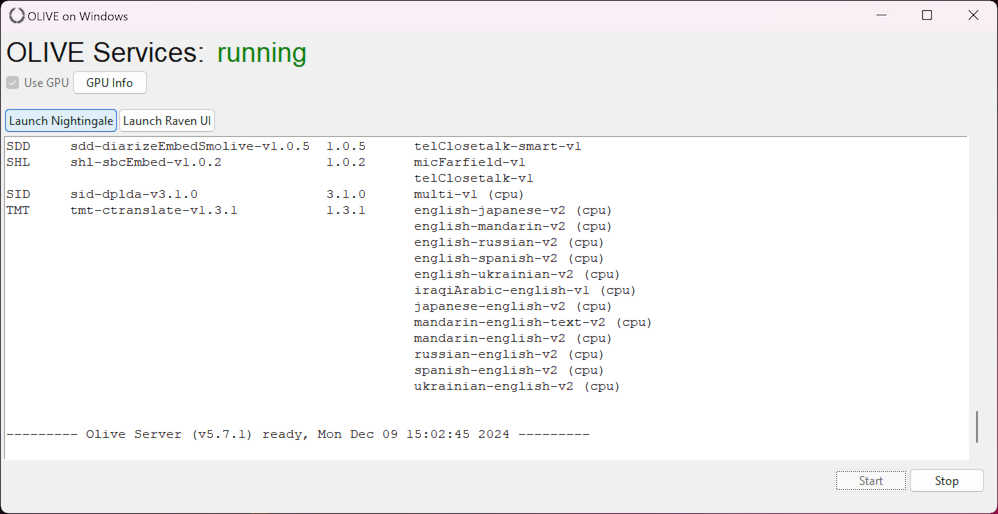 OLIVE on Windows
OLIVE Services: running
Use GPU GPU Info
Launch Nightingale Launch Raven UI
SDD sdd-diarizeEmbedSmolive-v1.0.5 1.0.5 telClosetalk-smart-v1
SHL shl-sbcEmbed-v1.0.2 1.0.2 micFarfield-v1
telClosetalk-v1
SID sid-dplda-v3.1.0 3.1.0 multi-v1 (cpu)
TMT tmt-ctranslate-v1.3.1 1.3.1 english-japanese-v2 (cpu)
english-mandarin-v2 (cpu)
english-russian-v2 (cpu)
english-spanish-v2 (cpu)
english-ukrainian-v2 (cpu)
iraqiArabic-english-v1 (cpu)
japanese-english-v2 (cpu)
mandarin-english-text-v2 (cpu)
mandarin-english-v2 (cpu)
russian-english-v2 (cpu)
spanish-english-v2 (cpu)
ukrainian-english-v2 (cpu)
--------- Olive Server (v5.7.1) ready, Mon Dec 09 15:02:45 2024 ---------
Start Stop